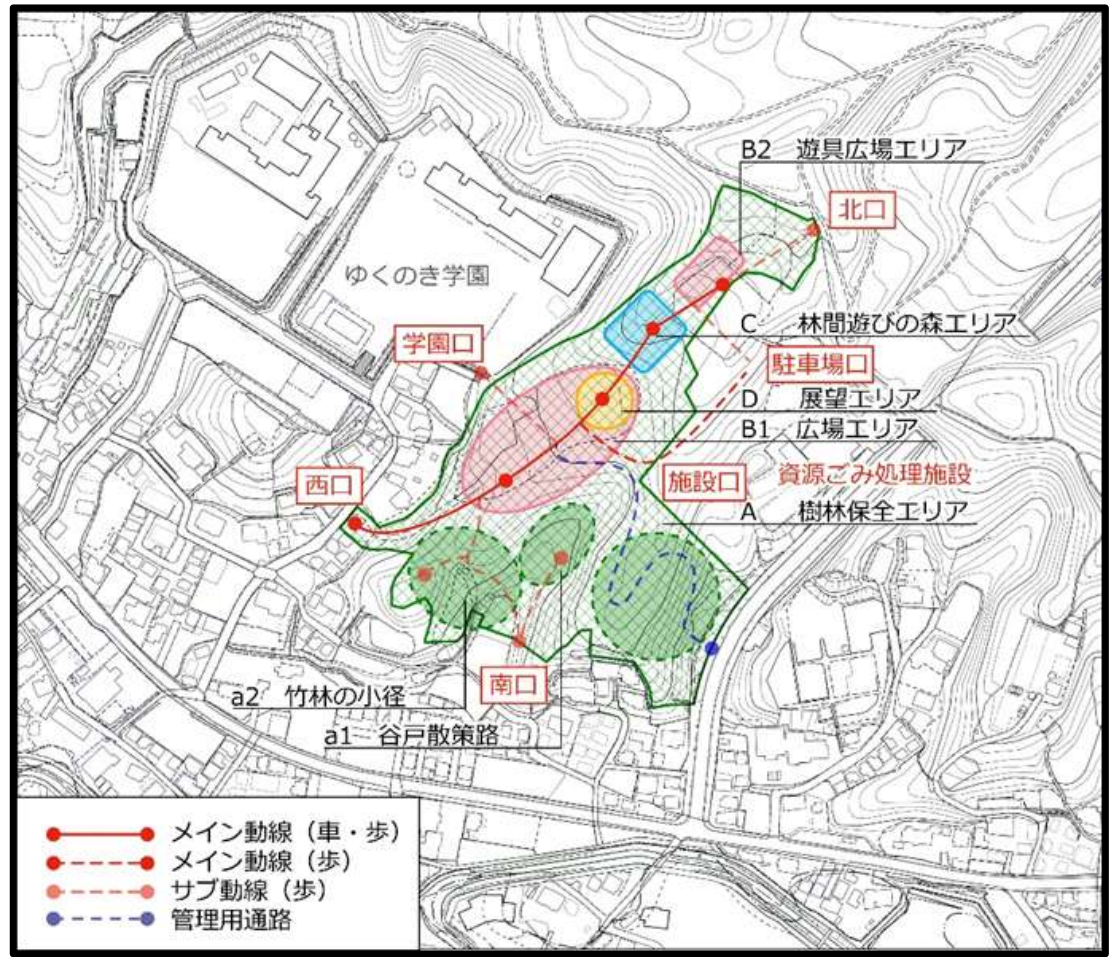 B2 遊具広場エリア
北口
ゆくのき学園
C 林間遊びの森エリア
学園口
駐車場口
D 展望エリア
B1 広場エリア
西口
施設口
資源ごみ処理施設
A 樹林保全エリア
南口
a2 竹林の小径
a1 谷戸散策路
メイン動線（車・歩）
メイン動線（歩）
サブ動線（歩）
管理用通路